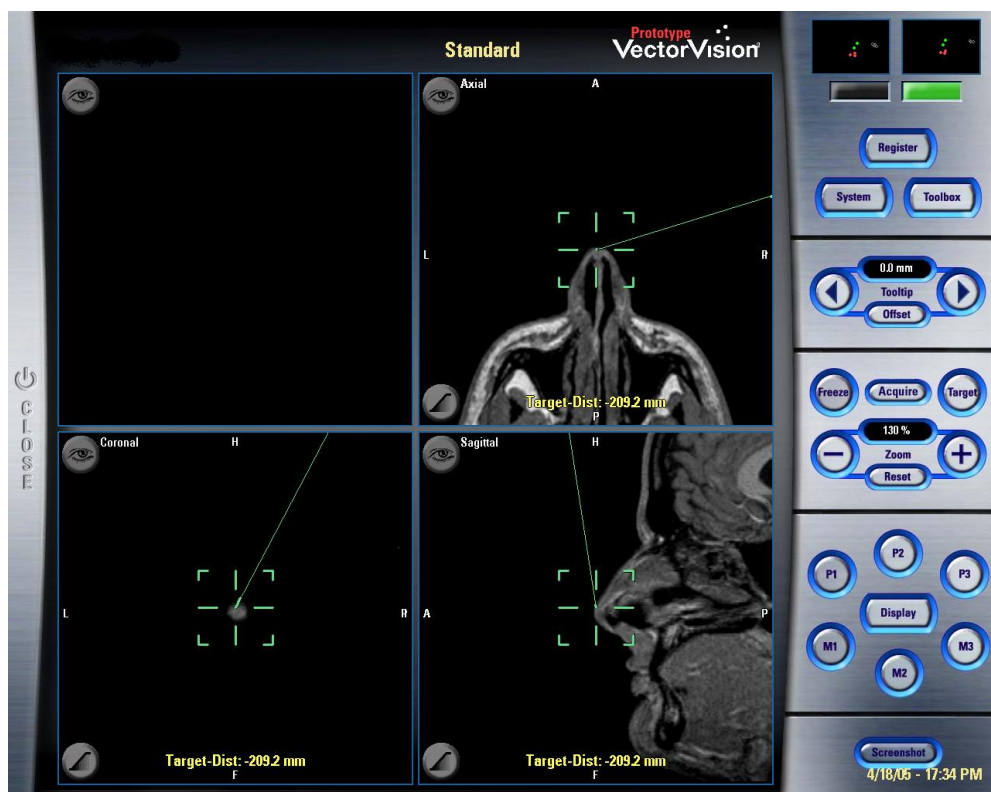 Standard
Prototype
VectorVision
Axial
A
L
R
Target-Dist: -209.2 mm
P
Coronal
H
L
R
Target-Dist: -209.2 mm
F
Sagittal
H
A
P
Target-Dist: -209.2 mm
F
CLOSE
Register
System
Toolbox
0.0 mm
Tooltip
Offset
Freeze
Acquire
Target
130 %
Zoom
Reset
P1
P2
P3
Display
M1
M2
M3
Screenshot
4/18/05 - 17:34 PM